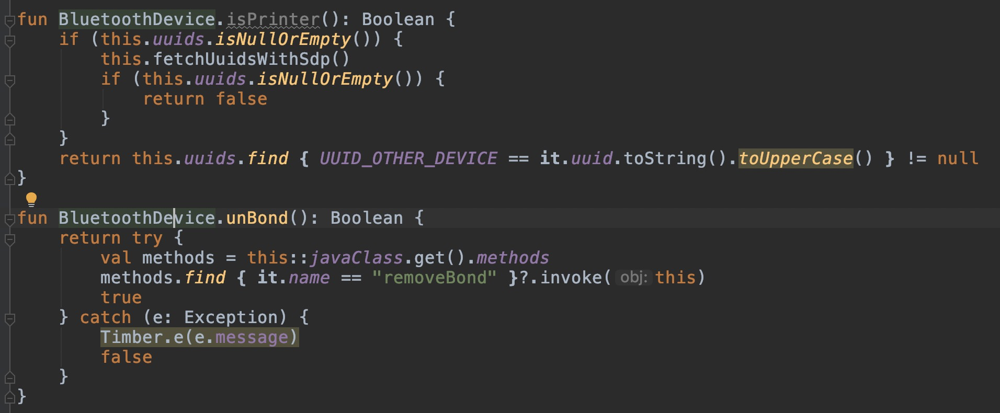 fun BluetoothDevice.isPrinter(): Boolean {
    if (this.uuids.isNullOrEmpty()) {
        this.fetchUuidsWithSdp()
        if (this.uuids.isNullOrEmpty()) {
            return false
        }
    }
    return this.uuids.find { UUID_OTHER_DEVICE == it.uuid.toString().toUpperCase() } != null
}

fun BluetoothDevice.unBond(): Boolean {
    return try {
        val methods = this::javaClass.get().methods
        methods.find { it.name == "removeBond" }?.invoke( obj: this)
        true
    } catch (e: Exception) {
        Timber.e(e.message)
        false
    }
}